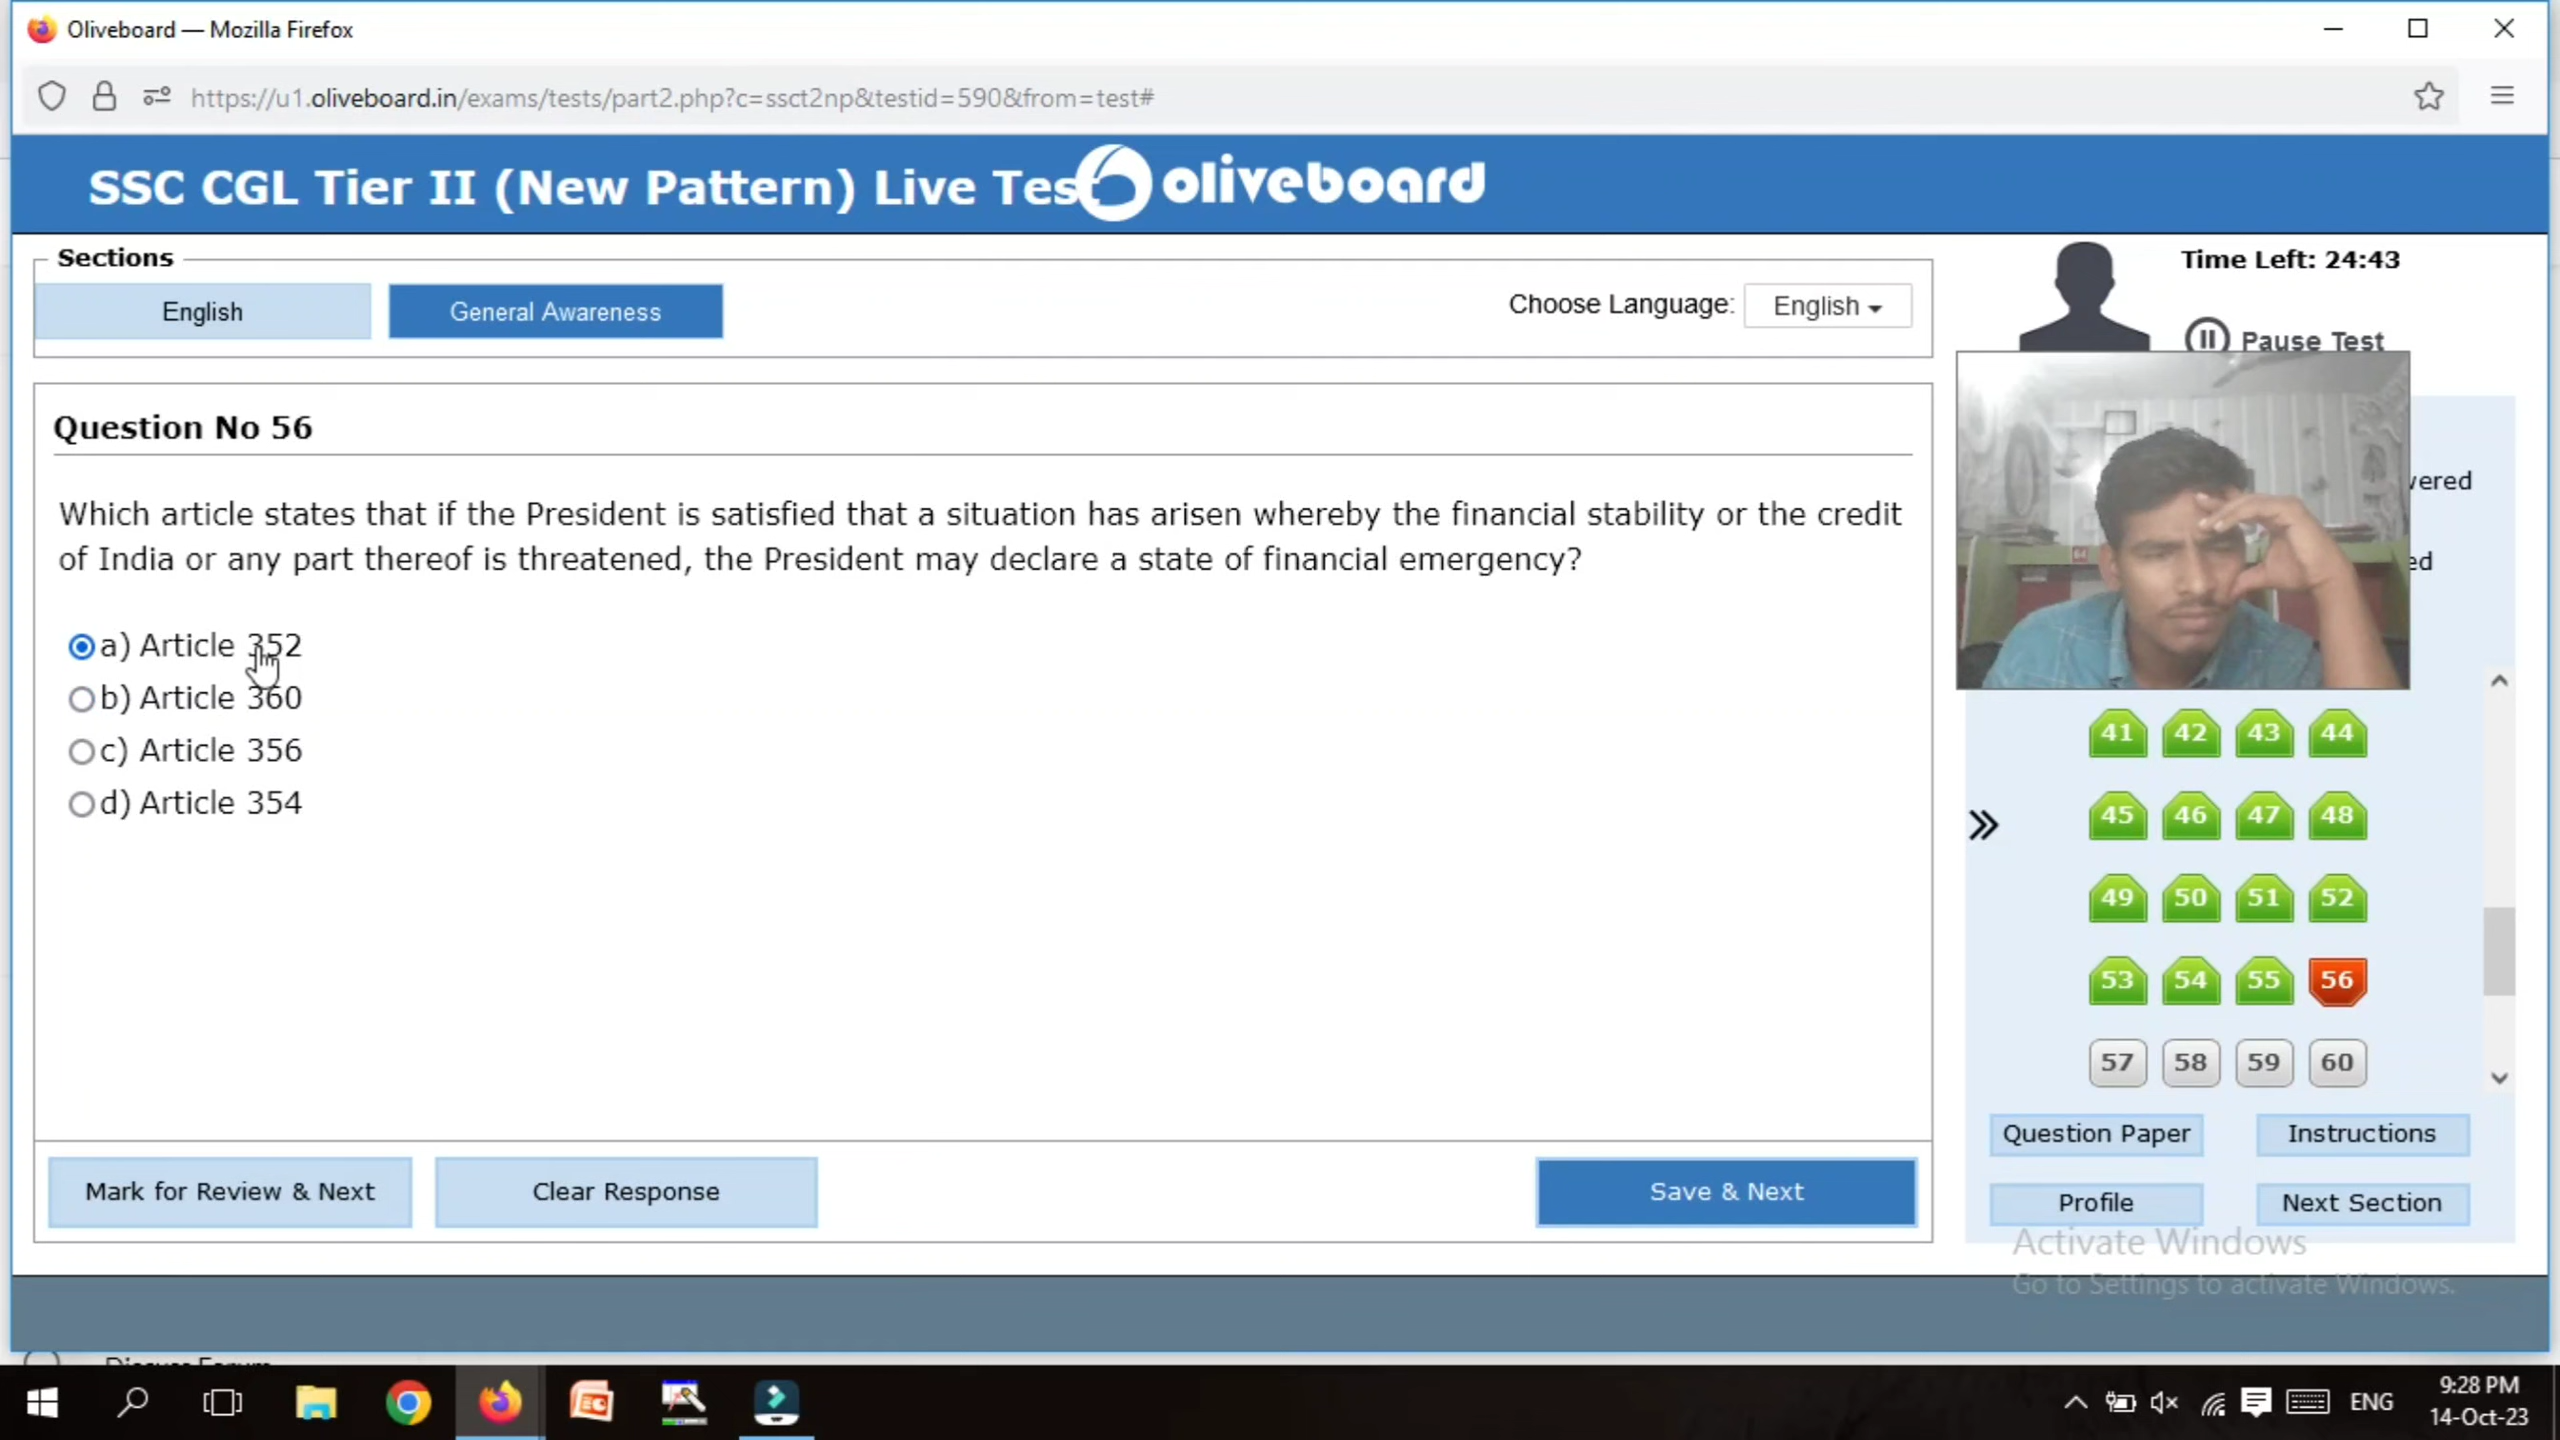 Oliveboard — Mozilla Firefox
https://u1.oliveboard.in/exams/tests/part2.php?c=ssct2np&testid=590&from=test#
SSC CGL Tier II (New Pattern) Live Tes
oliveboard
Sections
English
General Awareness
Choose Language:
English
Time Left: 24:43
Pause Test
Question No 56
Which article states that if the President is satisfied that a situation has arisen whereby the financial stability or the credit
of India or any part thereof is threatened, the President may declare a state of financial emergency?
a) Article 352
b) Article 360
c) Article 356
d) Article 354
41 42 43 44
45 46 47 48
49 50 51 52
53 54 55 56
57 58 59 60
Question Paper
Instructions
Profile
Next Section
Mark for Review & Next
Clear Response
Save & Next
Activate Windows
Go to Settings to activate Windows.
ENG
9:28 PM
14-Oct-23